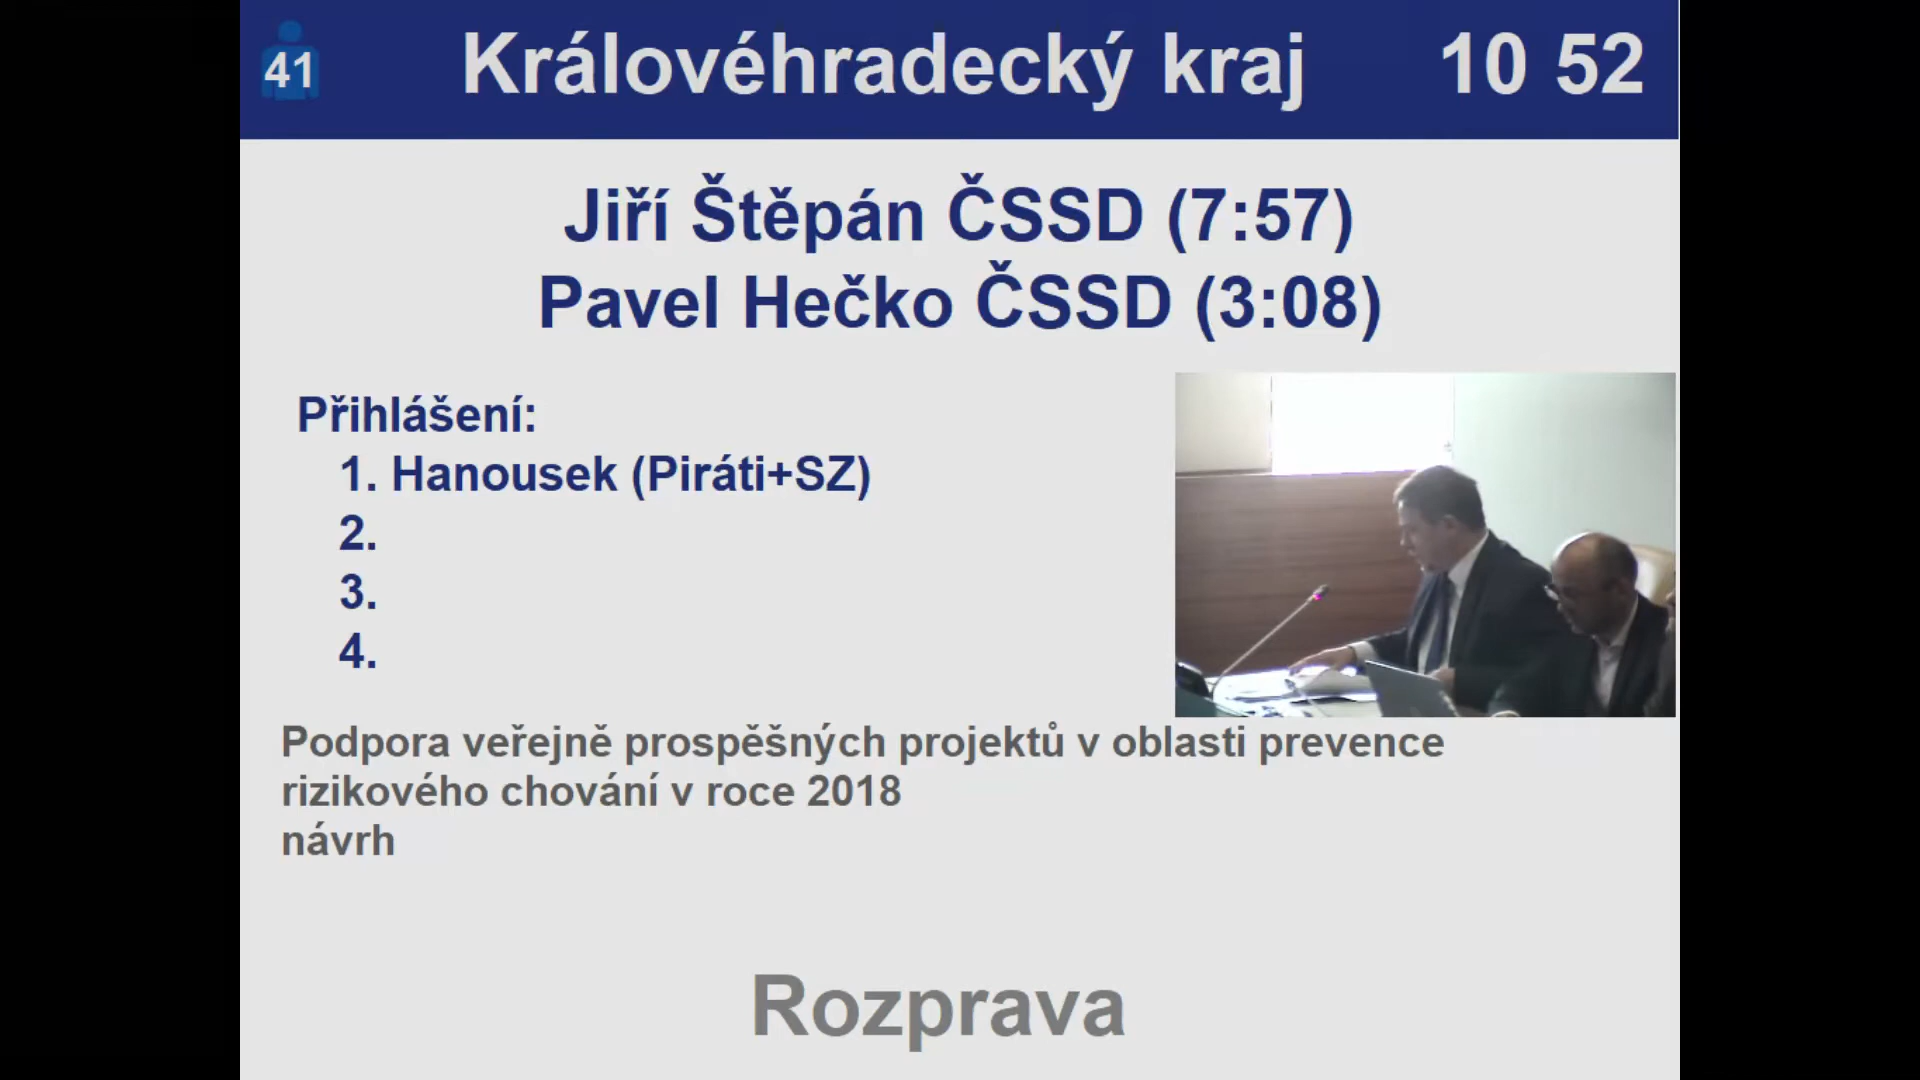 41
Královéhradecký kraj
10 52
Jiří Štěpán ČSSD (7:57)
Pavel Hečko ČSSD (3:08)
Přihlášení:
1. Hanousek (Piráti+SZ)
2.
3.
4.
Podpora veřejně prospěšných projektů v oblasti prevence
rizikového chování v roce 2018
návrh
Rozprava